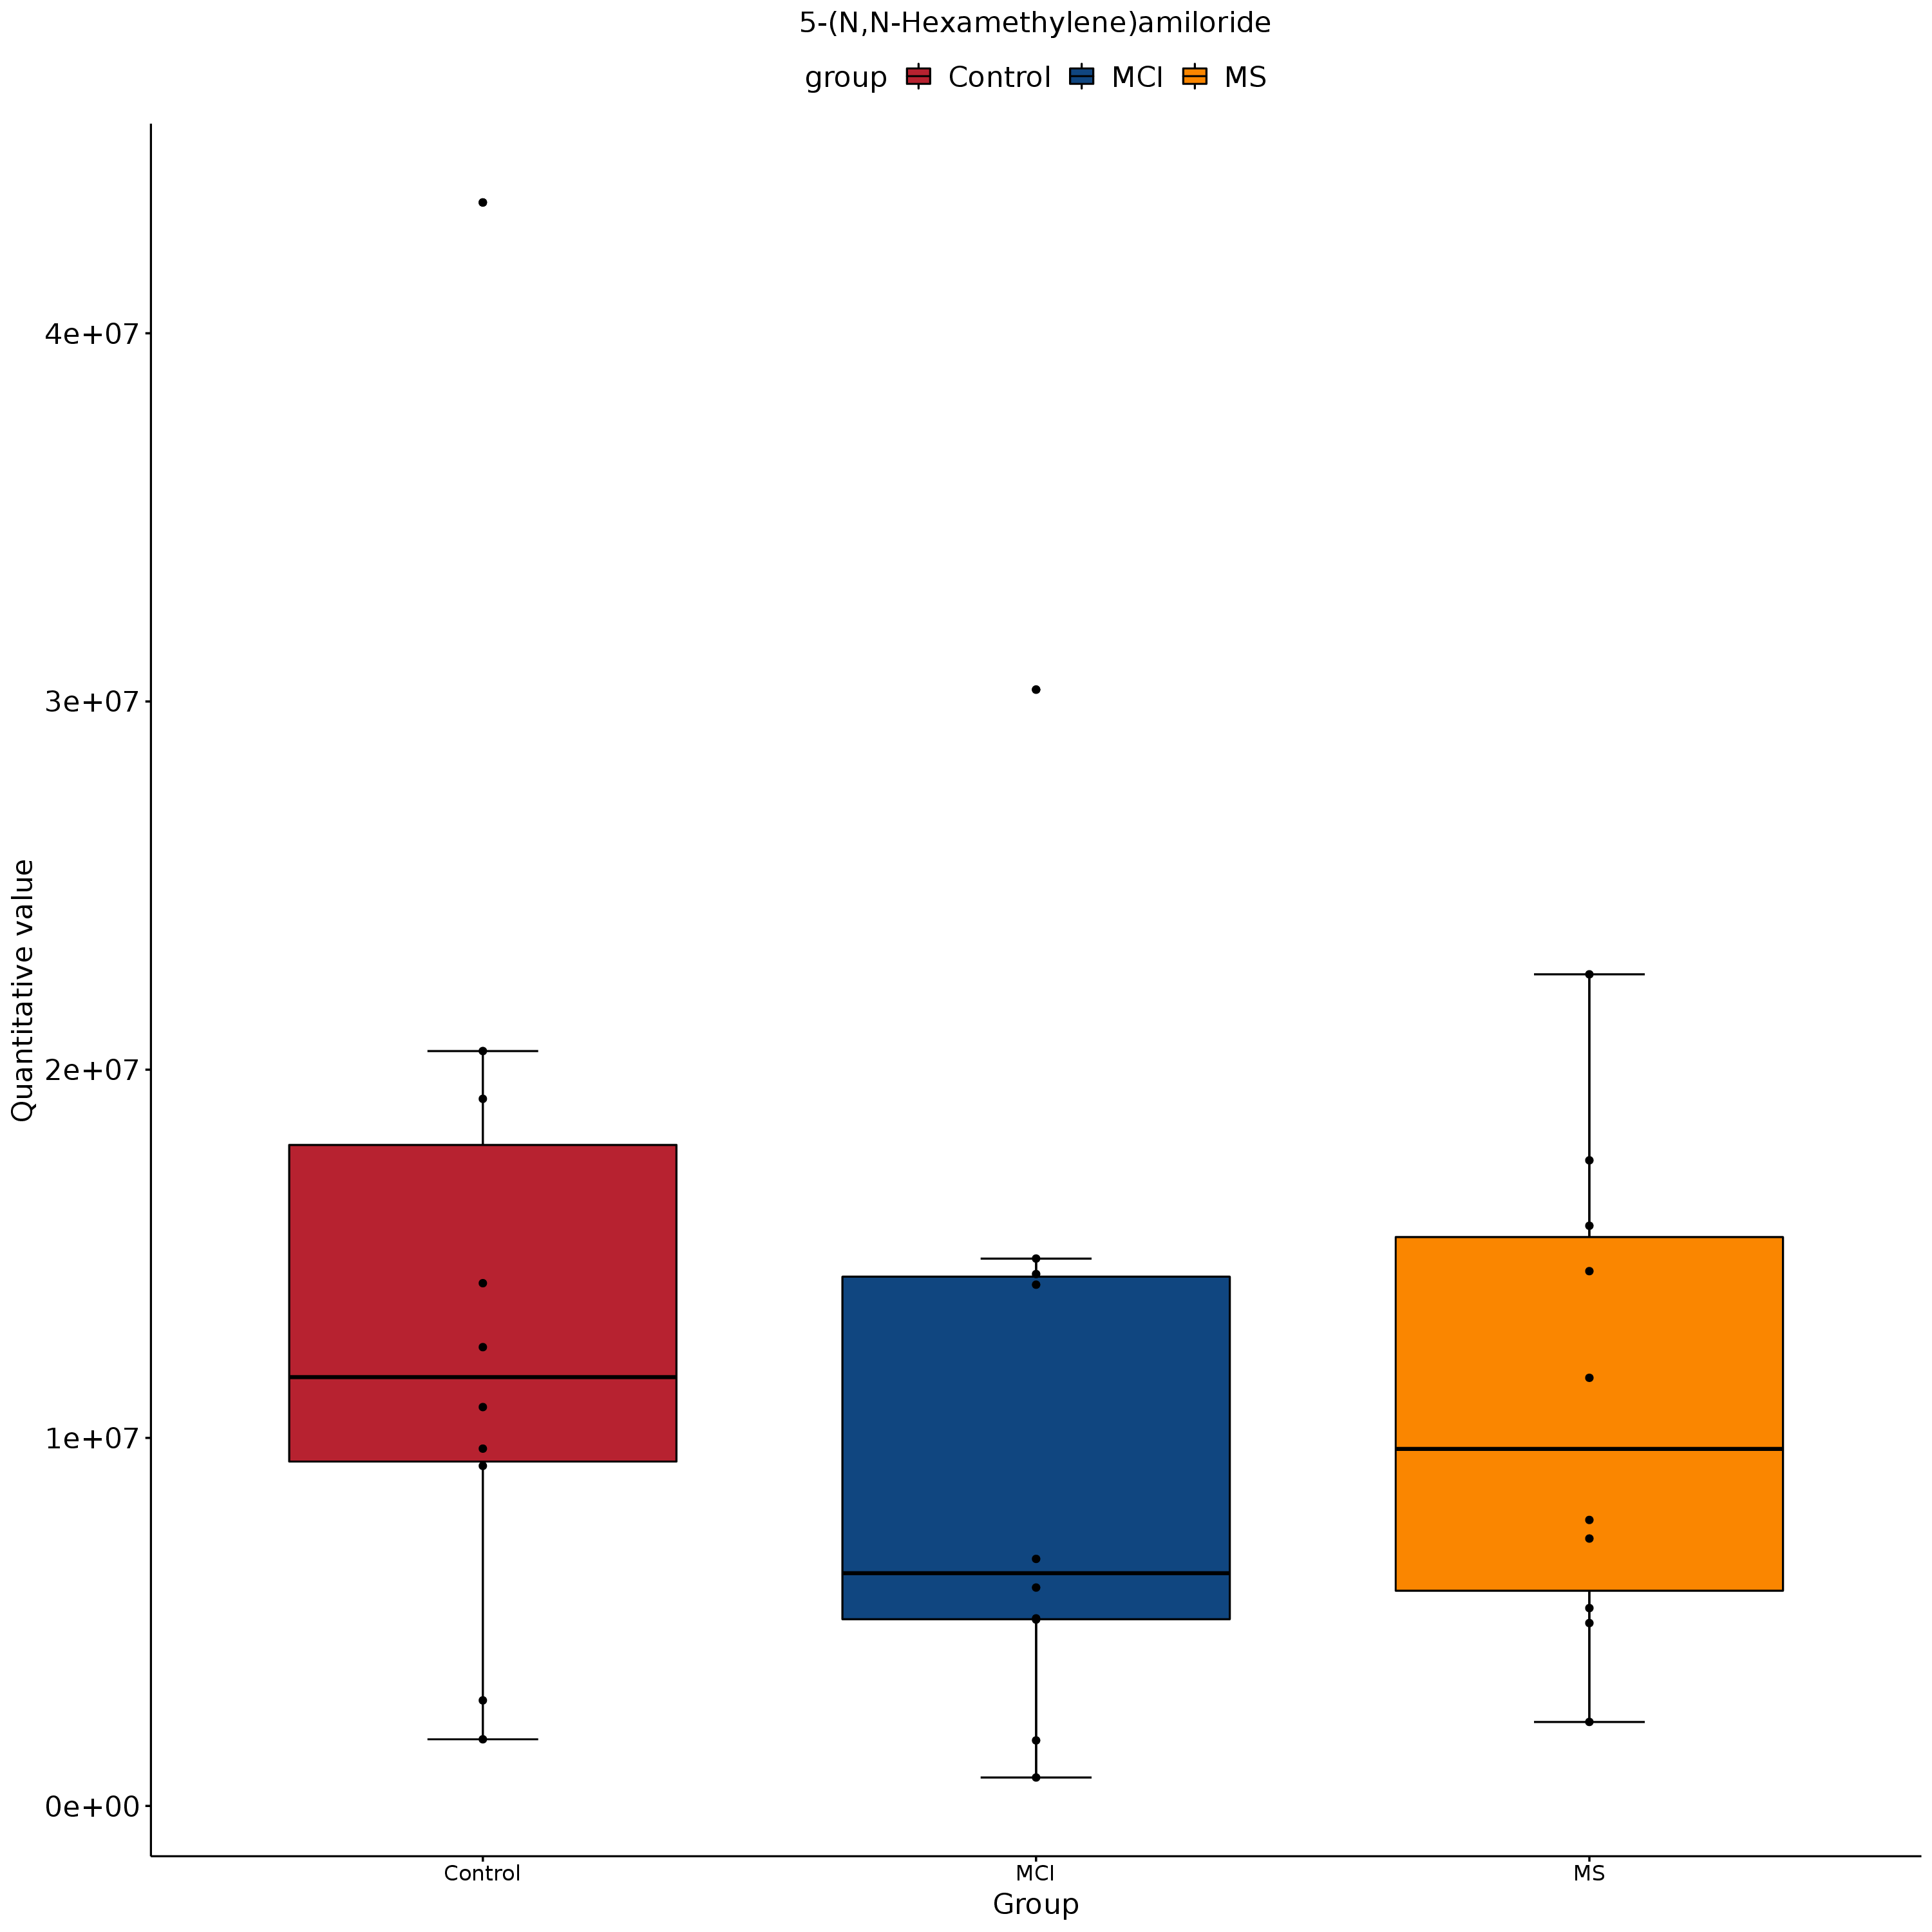 5-(N,N-Hexamethylene)amiloride
group Control MCI MS
Quantitative value
4e+07
3e+07
2e+07
1e+07
0e+00
Control MCI MS
Group